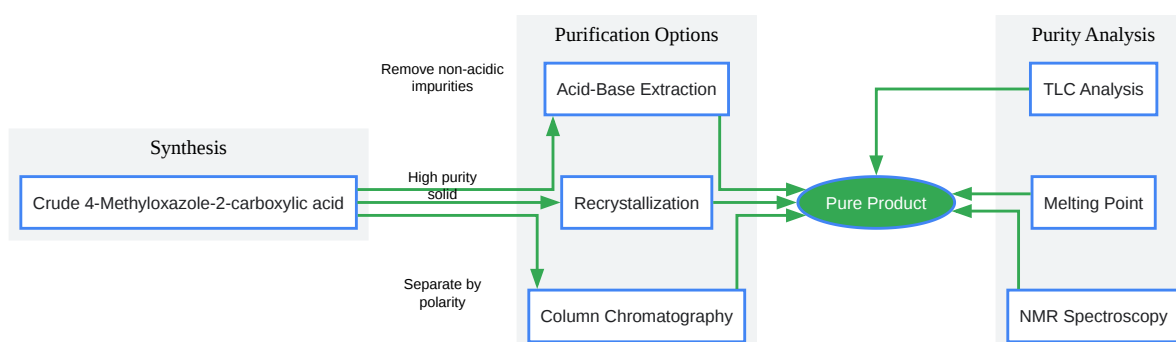 Purification Options
Purity Analysis
Remove non-acidic
impurities
Acid-Base Extraction
TLC Analysis
Synthesis
High purity
solid
Crude 4-Methyloxazole-2-carboxylic acid
Recrystallization
Pure Product
Melting Point
Separate by
polarity
Column Chromatography
NMR Spectroscopy